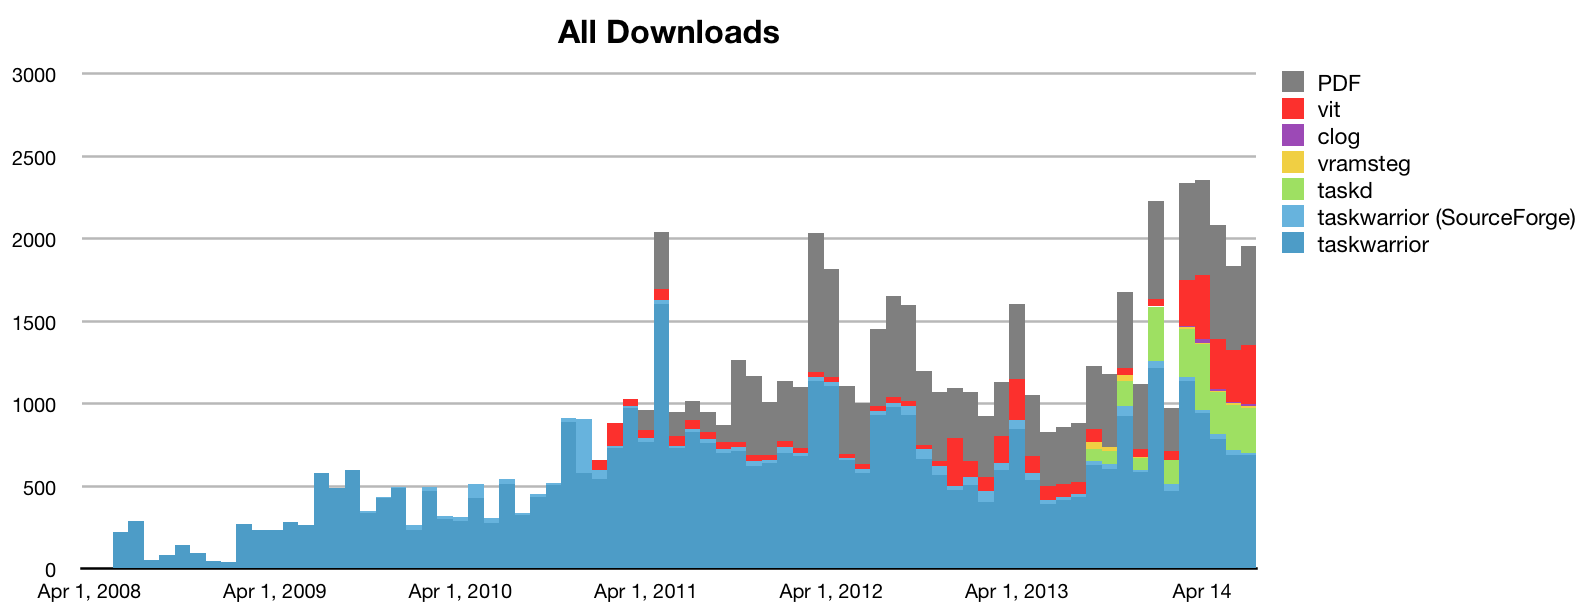 All Downloads
3000
2500
2000
1500
1000
500
0
Apr 1, 2008 Apr 1, 2009 Apr 1, 2010 Apr 1, 2011 Apr 1, 2012 Apr 1, 2013 Apr 14
PDF
vit
clog
vramsteg
taskd
taskwarrior (SourceForge)
taskwarrior